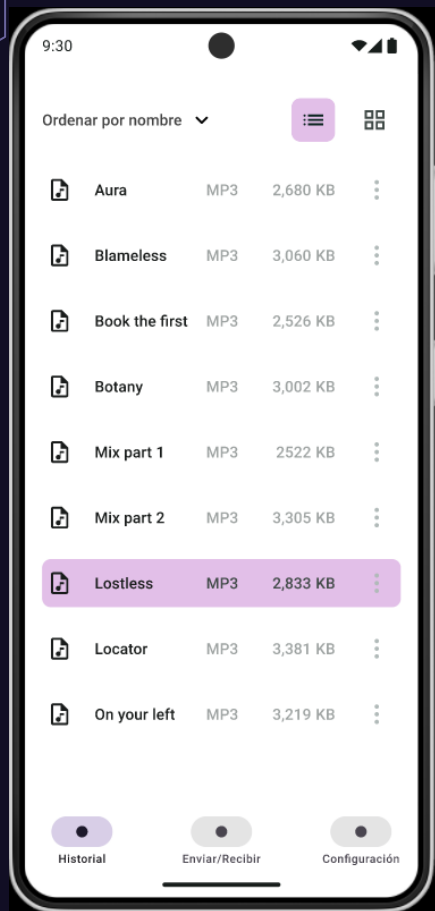 9:30
Ordenar por nombre
Aura MP3 2,680 KB
Blameless MP3 3,060 KB
Book the first MP3 2,526 KB
Botany MP3 3,002 KB
Mix part 1 MP3 2522 KB
Mix part 2 MP3 3,305 KB
Lostless MP3 2,833 KB
Locator MP3 3,381 KB
On your left MP3 3,219 KB
Historial Enviar/Recibir Configuración